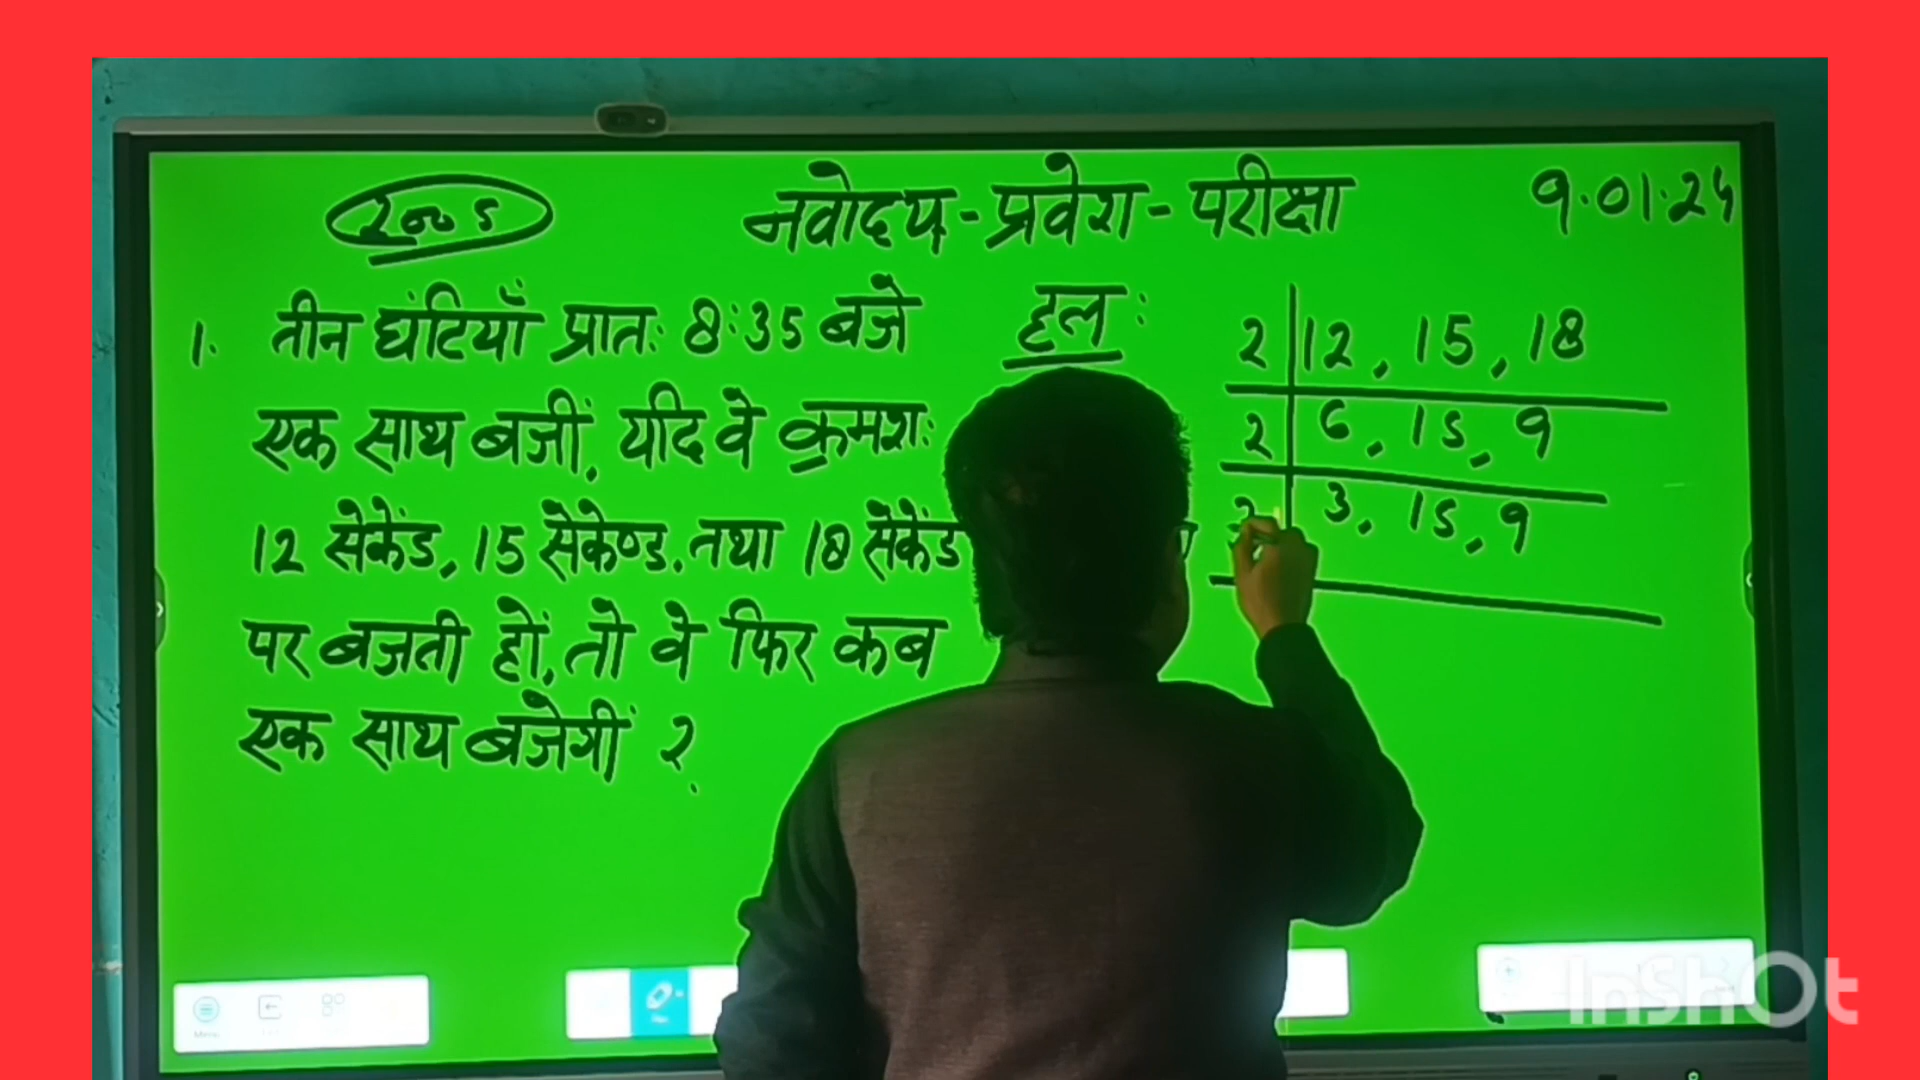 2005
नवोदय-प्रवेश-परीक्षा
9.01.24
1. तीन घंटियाँ प्रातः 8:35 बजे
एक साथ बजीं, यदि वे क्रमशः
12 सेकेंड, 15 सेकेण्ड. तथा 18 सेकेंड
पर बजती हों, तो वे फिर कब
एक साथ बजेगीं ?
हल :
2 | 12, 15, 18
2 | 6, 15, 9
3, 15, 9
InShOt